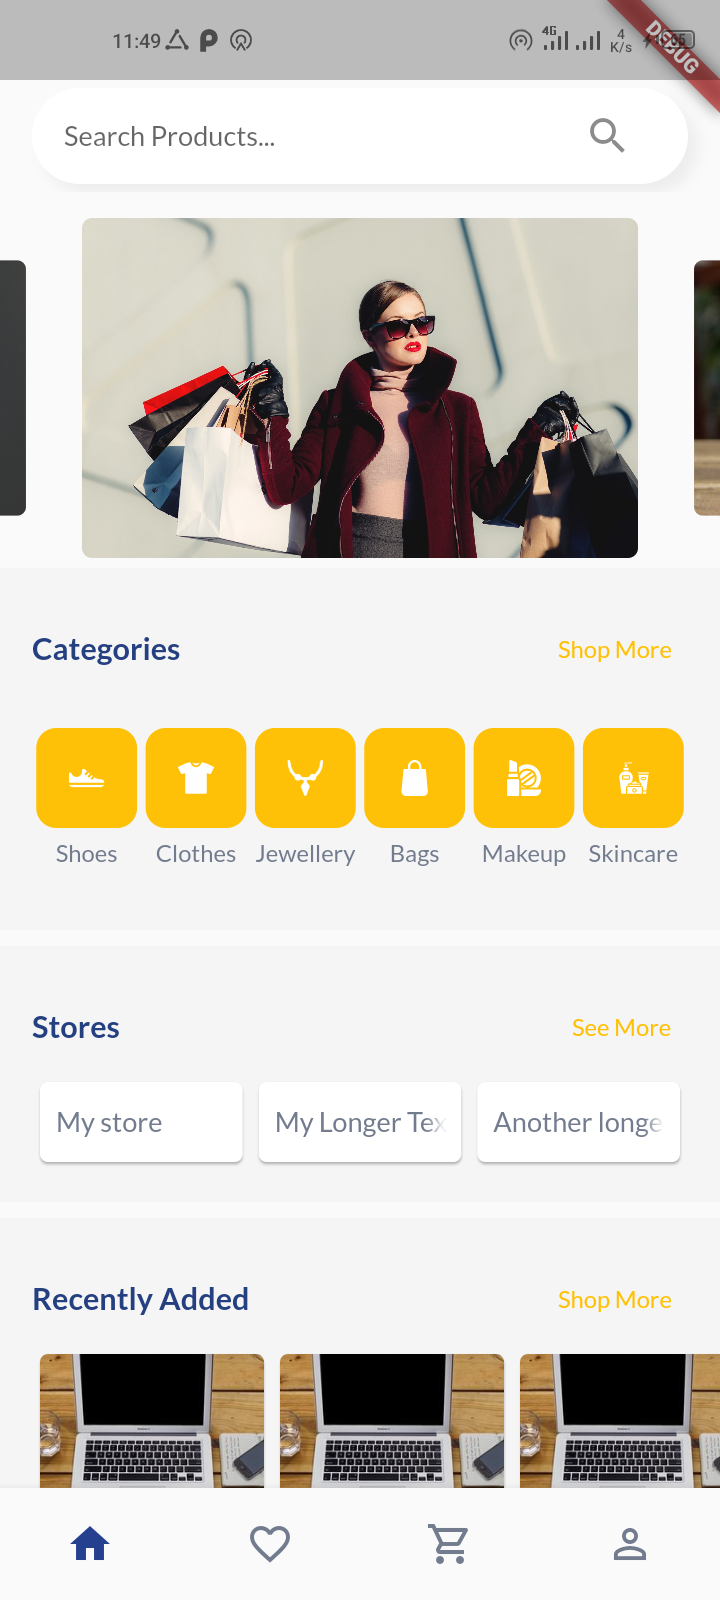 11:49
4G
4
K/s
DEBUG
Search Products...
Categories
Shop More
Shoes
Clothes
Jewellery
Bags
Makeup
Skincare
Stores
See More
My store
My Longer Tex
Another longe
Recently Added
Shop More